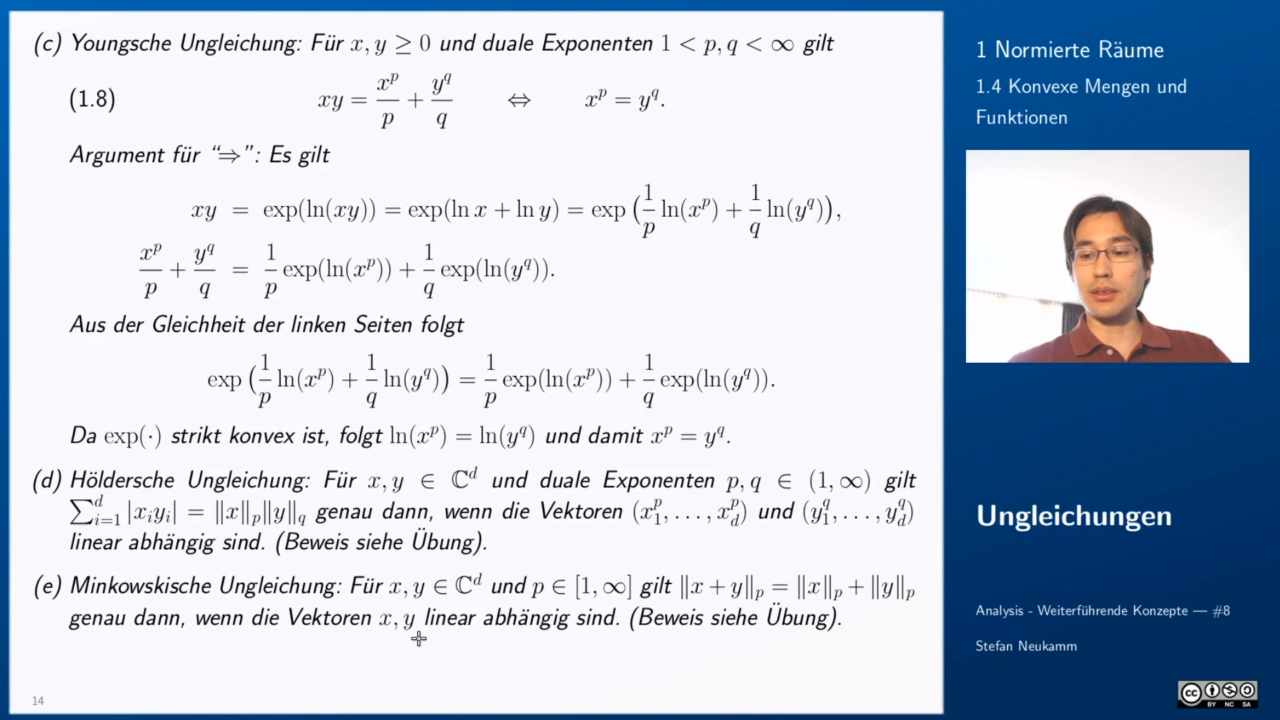 (c) Youngsche Ungleichung: Für x, y ≥ 0 und duale Exponenten 1 < p, q < ∞ gilt
(1.8) xy = x^p/p + y^q/q ⇔ x^p = y^q.
Argument für “⇒”: Es gilt
xy = exp(ln(xy)) = exp(ln x + ln y) = exp (1/p ln(x^p) + 1/q ln(y^q)),
x^p/p + y^q/q = 1/p exp(ln(x^p)) + 1/q exp(ln(y^q)).
Aus der Gleichheit der linken Seiten folgt
exp (1/p ln(x^p) + 1/q ln(y^q)) = 1/p exp(ln(x^p)) + 1/q exp(ln(y^q)).
Da exp(·) strikt konvex ist, folgt ln(x^p) = ln(y^q) und damit x^p = y^q.
(d) Höldersche Ungleichung: Für x, y ∈ ℂ^d und duale Exponenten p, q ∈ (1, ∞) gilt
∑_{i=1}^d |x_i y_i| = ‖x‖_p‖y‖_q genau dann, wenn die Vektoren (x_1^p, . . . , x_d^p) und (y_1^q, . . . , y_d^q)
linear abhängig sind. (Beweis siehe Übung).
(e) Minkowskische Ungleichung: Für x, y ∈ ℂ^d und p ∈ [1, ∞] gilt ‖x + y‖_p = ‖x‖_p + ‖y‖_p
genau dann, wenn die Vektoren x, y linear abhängig sind. (Beweis siehe Übung).
14
1 Normierte Räume
1.4 Konvexe Mengen und
Funktionen
Ungleichungen
Analysis - Weiterführende Konzepte — #8
Stefan Neukamm
cc
BY NC SA